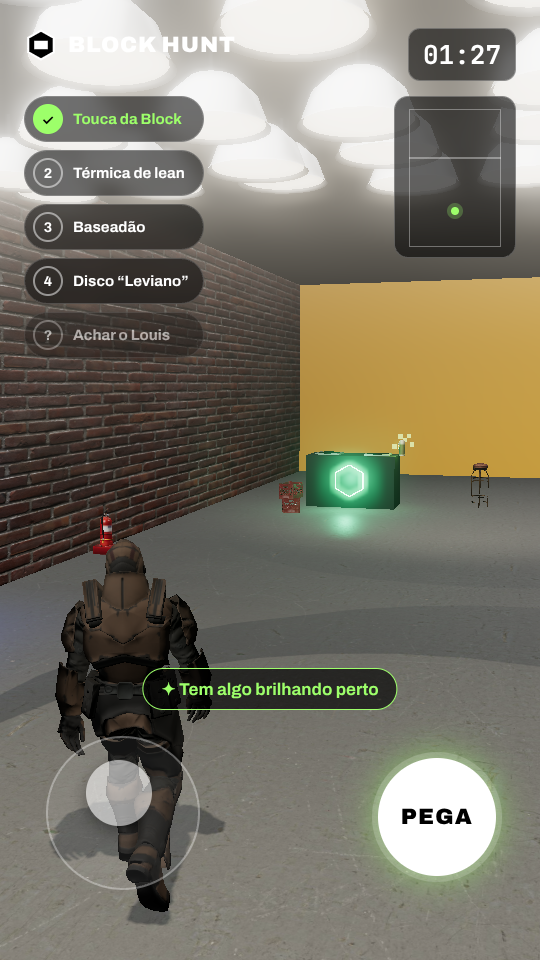 BLOCK HUNT
01:27
✓ Touca da Block
2 Térmica de lean
3 Baseadão
4 Disco “Leviano”
? Achar o Louis
✦ Tem algo brilhando perto
PEGA